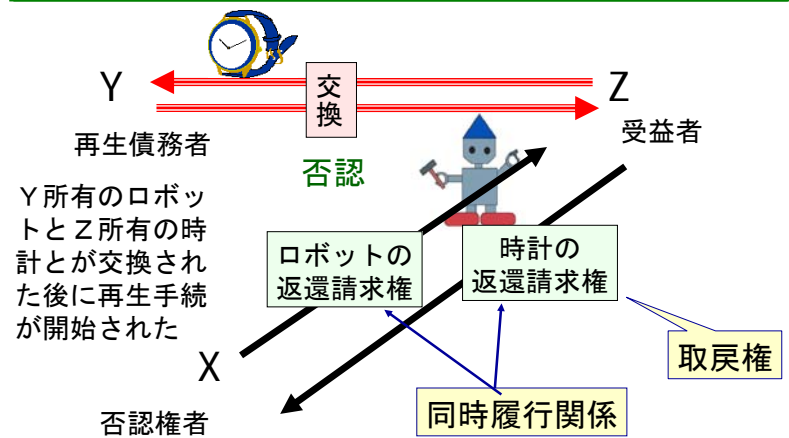 交
換
Y
Z
再生債務者
受益者
否認
Ｙ所有のロボッ
トとＺ所有の時
計とが交換され
た後に再生手続
が開始された
ロボットの
返還請求権
時計の
返還請求権
取戻権
X
同時履行関係
否認権者